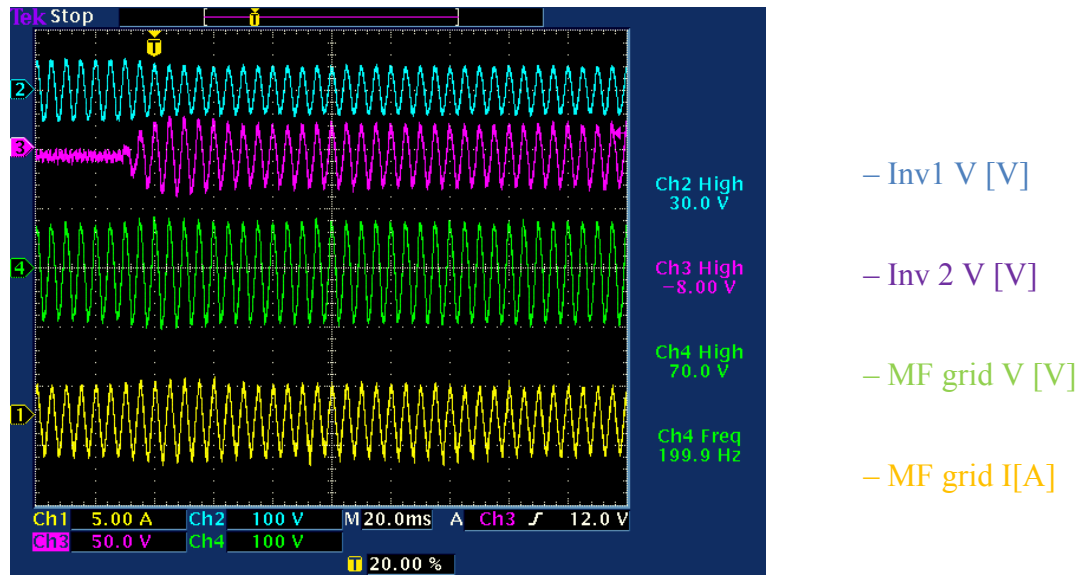 Tek Stop
T
T
2
3
4
1
Ch2 High
30.0 V
Ch3 High
−8.00 V
Ch4 High
70.0 V
Ch4 Freq
199.9 Hz
Ch1 5.00 A Ch2 100 V M 20.0ms A Ch3 ƒ 12.0 V
Ch3 50.0 V Ch4 100 V
T 20.00 %
– Inv1 V [V]
– Inv 2 V [V]
– MF grid V [V]
– MF grid I[A]